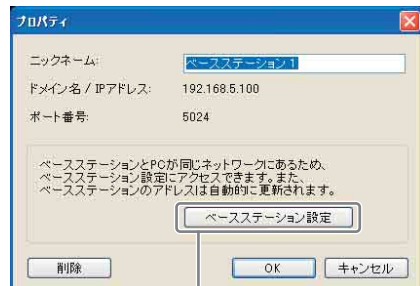 プロパティ
ニックネーム: ベースステーション 1
ドメイン名 / IPアドレス: 192.168.5.100
ポート番号: 5024
ベースステーションとPCが同じネットワークにあるため、
ベースステーション設定にアクセスできます。また、
ベースステーションのアドレスは自動的に更新されます。
ベースステーション設定
削除 OK キャンセル